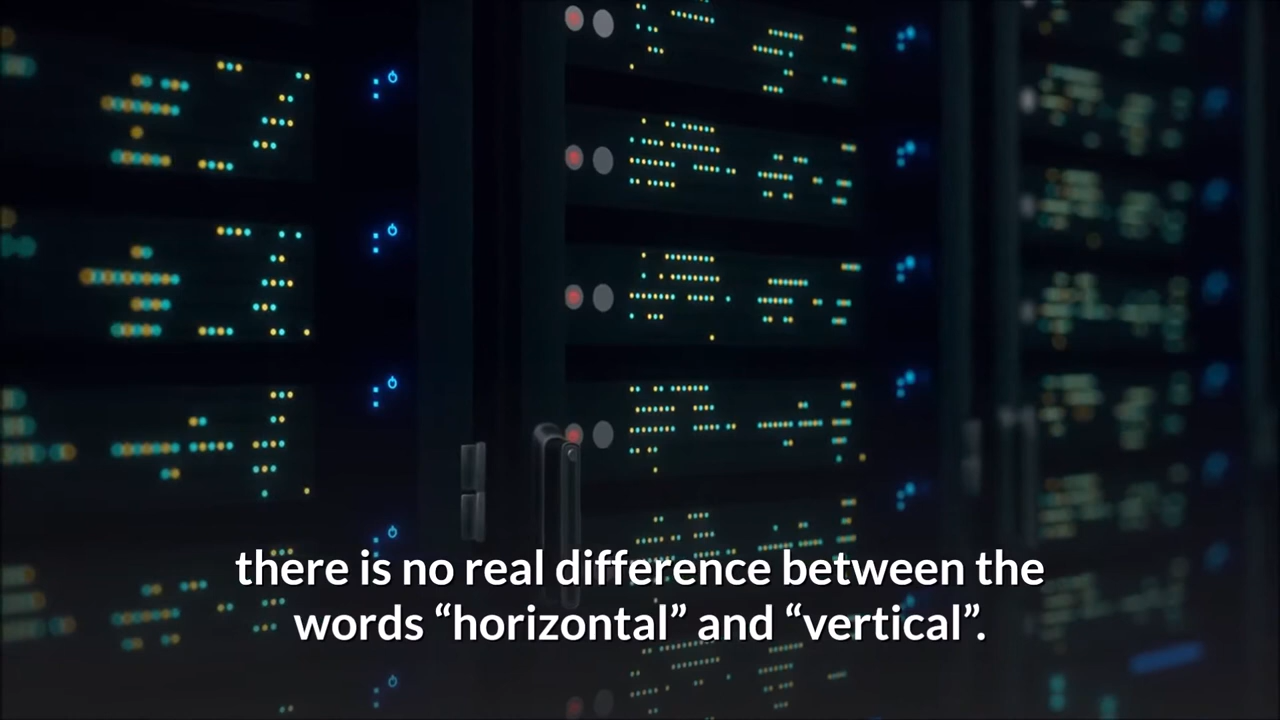 there is no real difference between the
words “horizontal” and “vertical”.